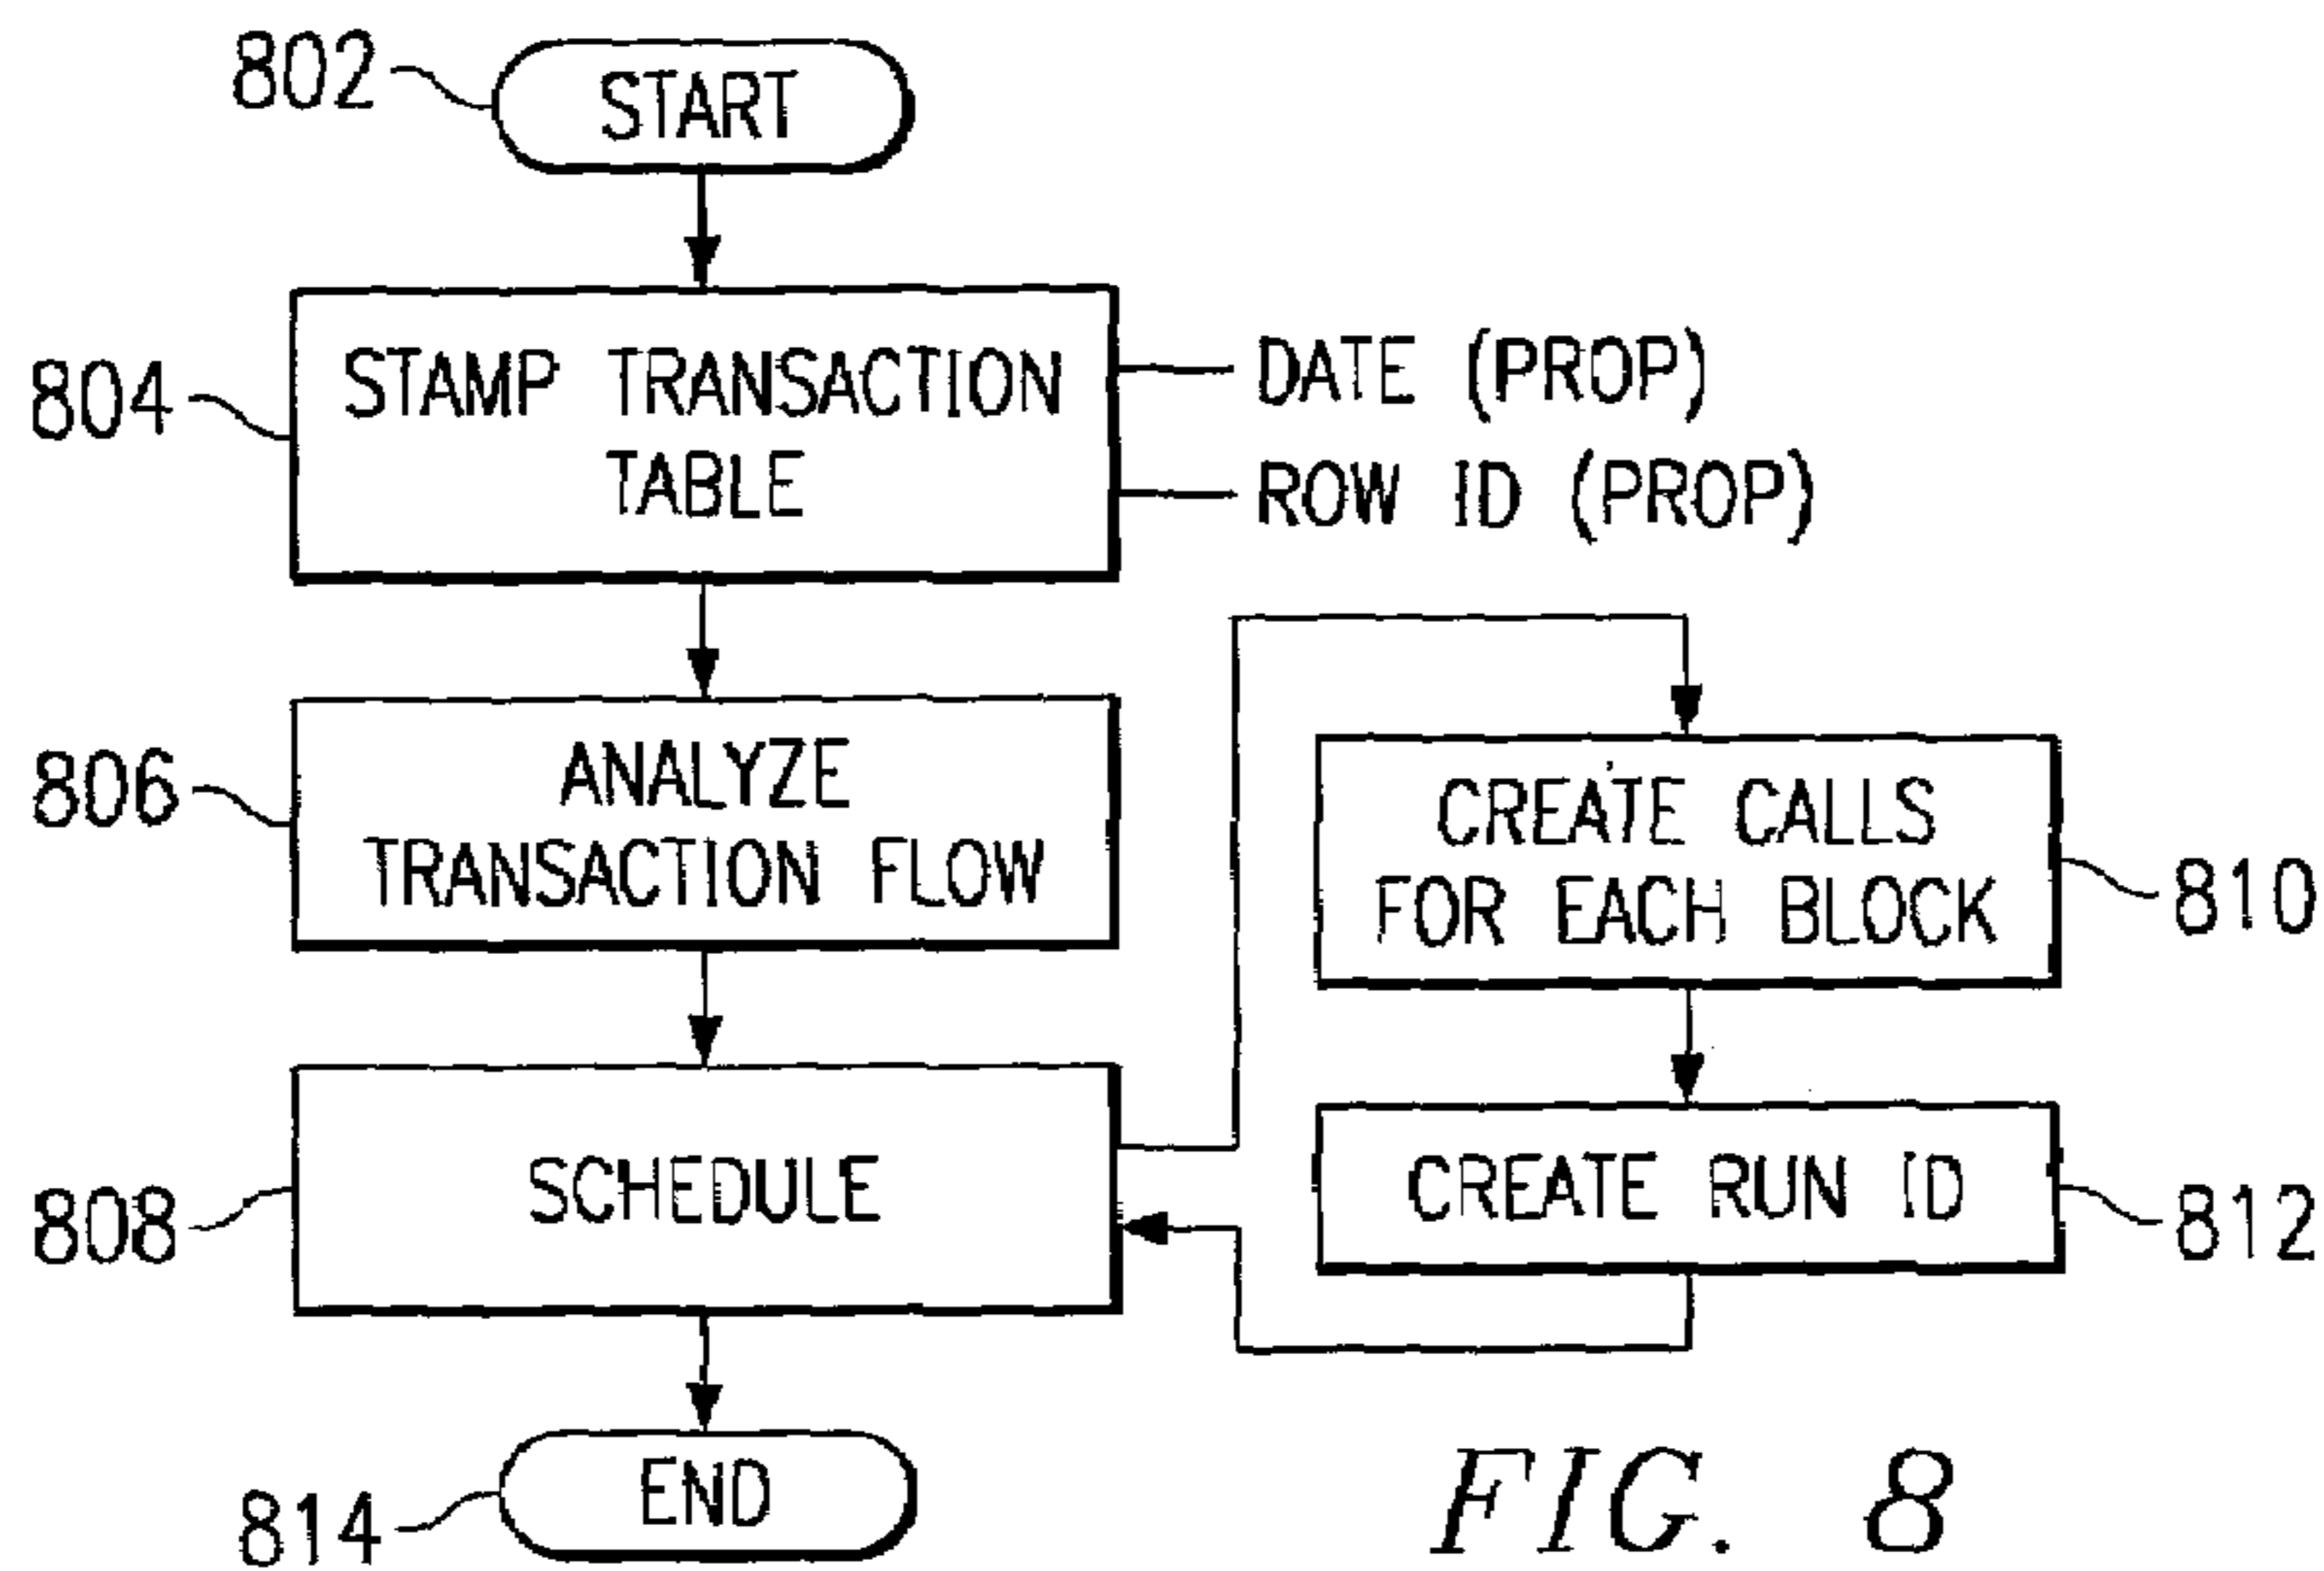 802
START
804
STAMP TRANSACTION
TABLE
DATE (PROP)
ROW ID (PROP)
806
ANALYZE
TRANSACTION FLOW
808
SCHEDULE
CREATE CALLS
FOR EACH BLOCK
810
CREATE RUN ID
812
814
END
FIG. 8